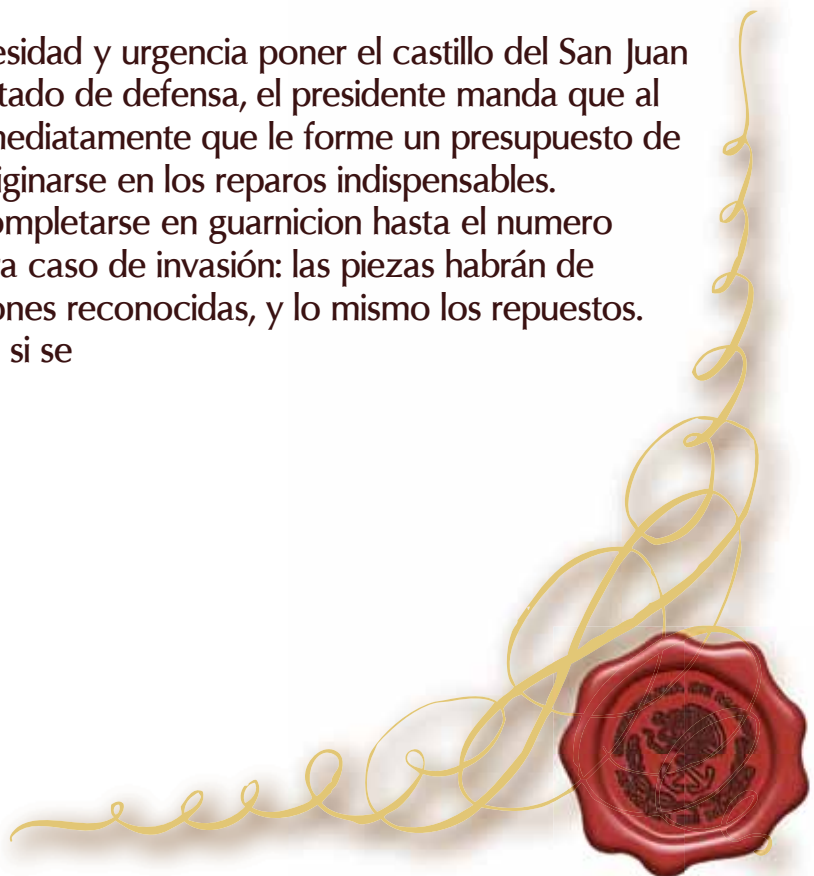 esidad y urgencia poner el castillo del San Juan
tado de defensa, el presidente manda que al
nediatamente que le forme un presupuesto de
iginarse en los reparos indispensables.
ompletarse en guarnicion hasta el numero
a caso de invasión: las piezas habrán de
ones reconocidas, y lo mismo los repuestos.
si se